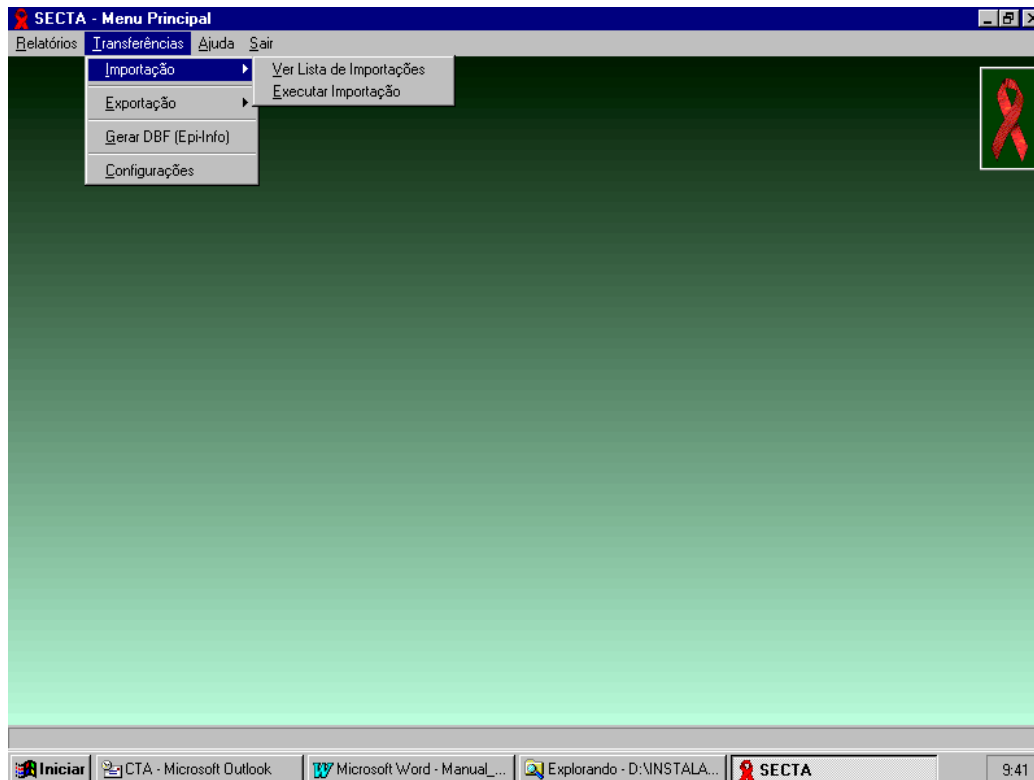 SECTA - Menu Principal
Relatórios Transferências Ajuda Sair
Importação
Ver Lista de Importações
Executar Importação
Exportação
Gerar DBF (Epi-Info)
Configurações
Iniciar CTA - Microsoft Outlook Microsoft Word - Manual_... Explorando - D:\INSTALA... SECTA 9:41